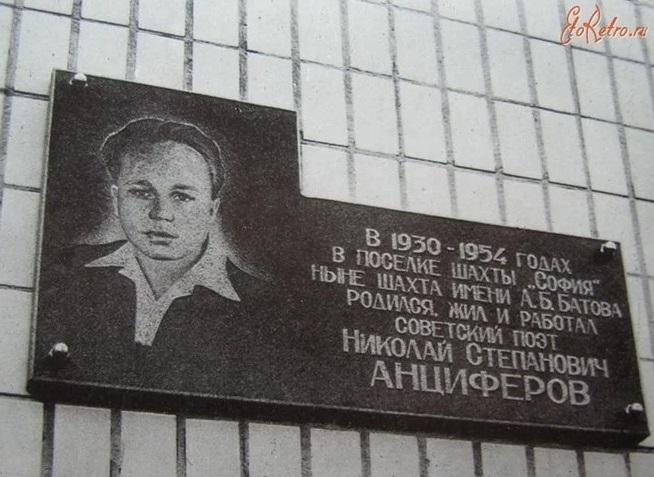 EtoRetro.ru
В 1930 - 1954 ГОДАХ
В ПОСЕЛКЕ ШАХТЫ „СОФИЯ"
НЫНЕ ШАХТА ИМЕНИ А.Б.БАТОВА
РОДИЛСЯ, ЖИЛ И РАБОТАЛ
СОВЕТСКИЙ ПОЭТ
НИКОЛАЙ СТЕПАНОВИЧ
АНЦИФЕРОВ